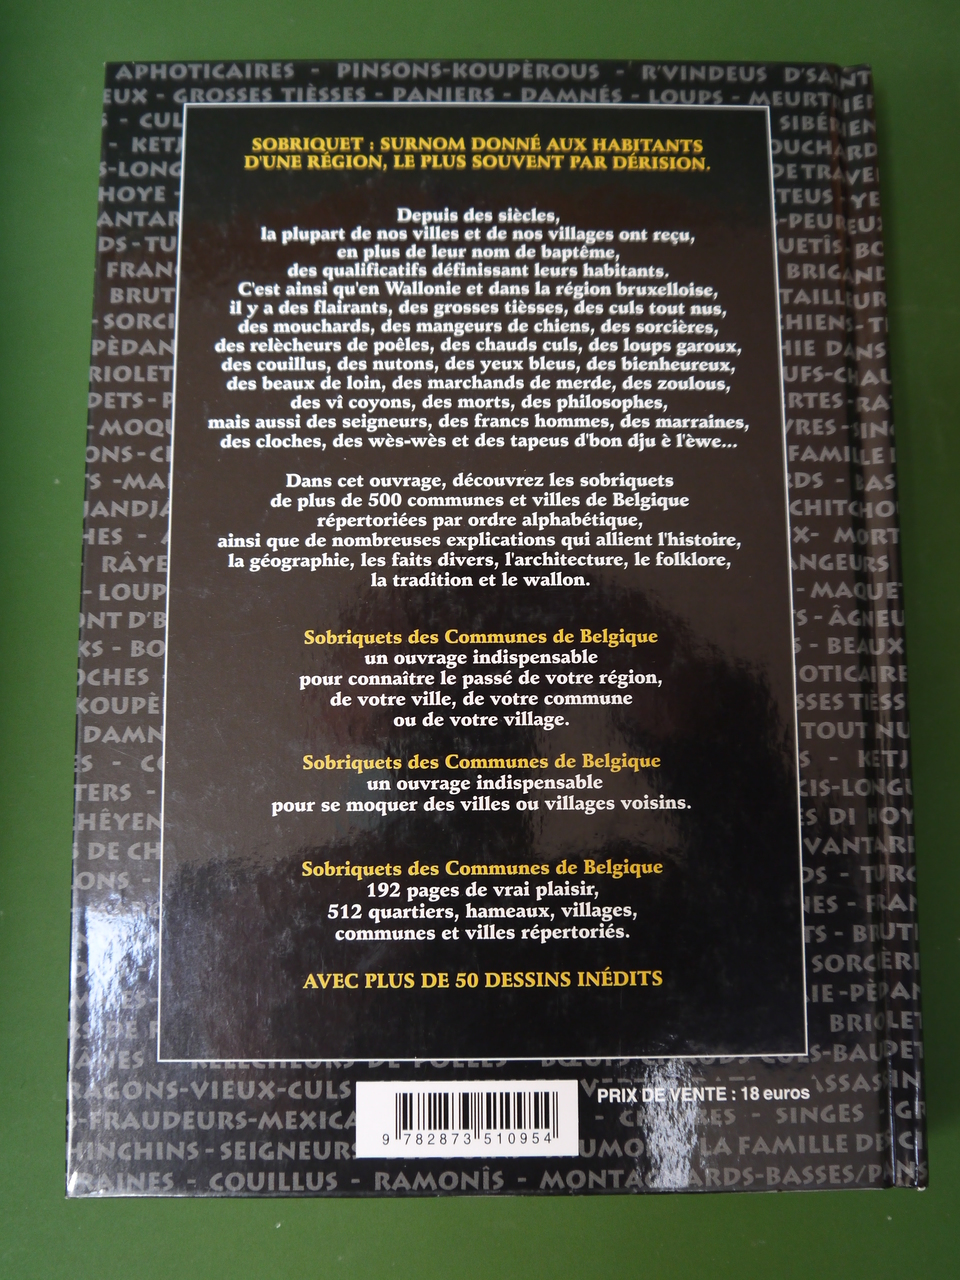 APHOTICAIRES - PINSONS-KOUPÈROUS - R'VINDEUS D'SAINT
EUX - GROSSES TIÈSSES - PANIERS - DAMNÉS - LOUPS - MEURTRIER
SOBRIQUET : SURNOM DONNÉ AUX HABITANTS
D'UNE RÉGION, LE PLUS SOUVENT PAR DÉRISION.
Depuis des siècles,
la plupart de nos villes et de nos villages ont reçu,
en plus de leur nom de baptême,
des qualificatifs définissant leurs habitants.
C'est ainsi qu'en Wallonie et dans la région bruxelloise,
il y a des flairants, des grosses tièsses, des culs tout nus,
des mouchards, des mangeurs de chiens, des sorcières,
des relècheurs de poêles, des chauds culs, des loups garoux,
des couillus, des nutons, des yeux bleus, des bienheureux,
des beaux de loin, des marchands de merde, des zoulous,
des vî coyons, des morts, des philosophes,
mais aussi des seigneurs, des francs hommes, des marraines,
des cloches, des wès-wès et des tapeus d'bon dju è l'èwe...
Dans cet ouvrage, découvrez les sobriquets
de plus de 500 communes et villes de Belgique
répertoriées par ordre alphabétique,
ainsi que de nombreuses explications qui allient l'histoire,
la géographie, les faits divers, l'architecture, le folklore,
la tradition et le wallon.
Sobriquets des Communes de Belgique
un ouvrage indispensable
pour connaître le passé de votre région,
de votre ville, de votre commune
ou de votre village.
Sobriquets des Communes de Belgique
un ouvrage indispensable
pour se moquer des villes ou villages voisins.
Sobriquets des Communes de Belgique
192 pages de vrai plaisir,
512 quartiers, hameaux, villages,
communes et villes répertoriés.
AVEC PLUS DE 50 DESSINS INÉDITS
RAGONS-VIEUX-CULS
PRIX DE VENTE : 18 euros
-FRAUDEURS-MEXICA
SINGES
9 782873 510954
HINCHINS - SEIGNEURS
LA FAMILLE DE C
RAINES - COUILLUS - RAMONÎS - MONTAGNARDS-BASSES/PANS